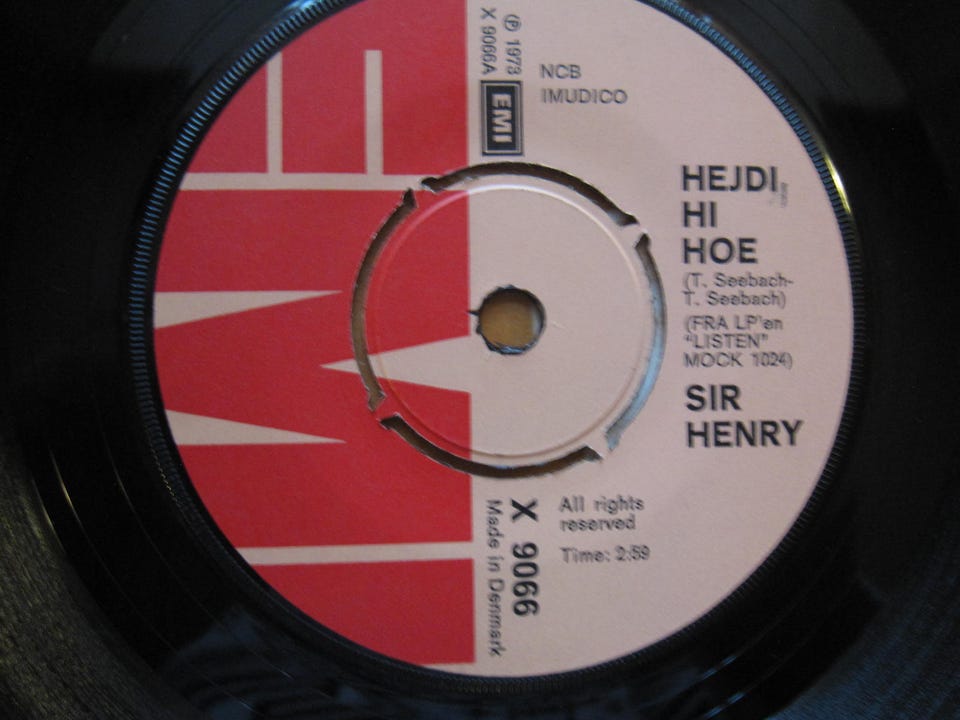 EMI
℗ 1973
X 9066A
EMI
NCB
IMUDICO
HEJDI,
HI
HOE
(T. Seebach-
T. Seebach)
(FRA LP'en
"LISTEN"
MOCK 1024)
SIR
HENRY
All rights
reserved
Time: 2:59
X 9066
Made in Denmark